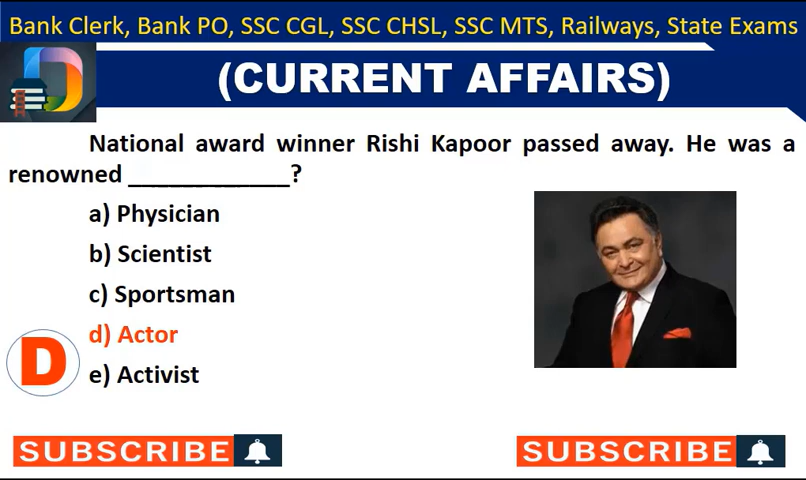 Bank Clerk, Bank PO, SSC CGL, SSC CHSL, SSC MTS, Railways, State Exams
(CURRENT AFFAIRS)
National award winner Rishi Kapoor passed away. He was a
renowned _____________?
a) Physician
b) Scientist
c) Sportsman
d) Actor
D
e) Activist
SUBSCRIBE
SUBSCRIBE